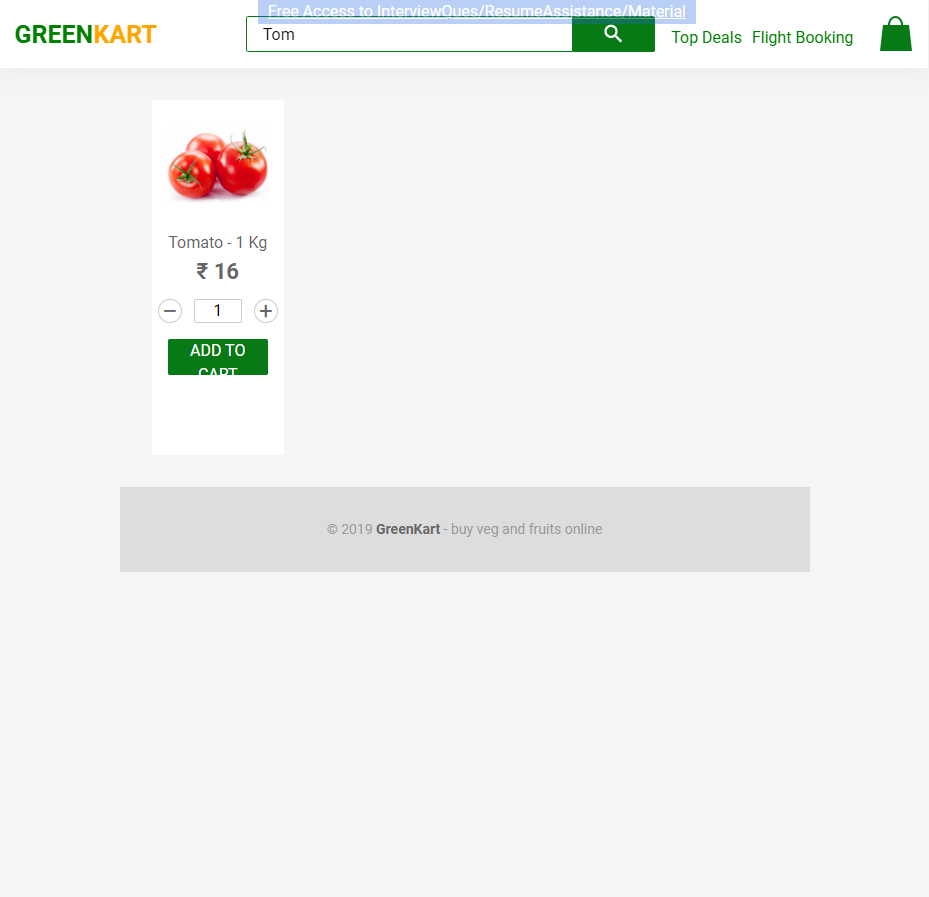 Free Access to InterviewQues/ResumeAssistance/Material
GREENKART
Tom
Top Deals Flight Booking
Tomato - 1 Kg
₹ 16
− 1 +
ADD TO
CART
© 2019 GreenKart - buy veg and fruits online